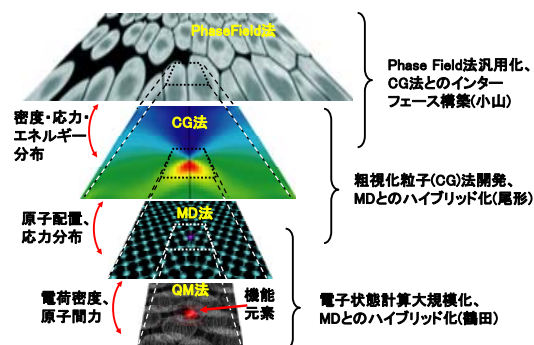 PhaseField法
Phase Field法汎用化、
CG法とのインター
フェース構築(小山)
密度・応力・
エネルギー
分布
CG法
粗視化粒子(CG)法開発、
MDとのハイブリッド化(尾形)
原子配置、
応力分布
MD法
電荷密度、
原子間力
QM法
機能
元素
電子状態計算大規模化、
MDとのハイブリッド化(鶴田)